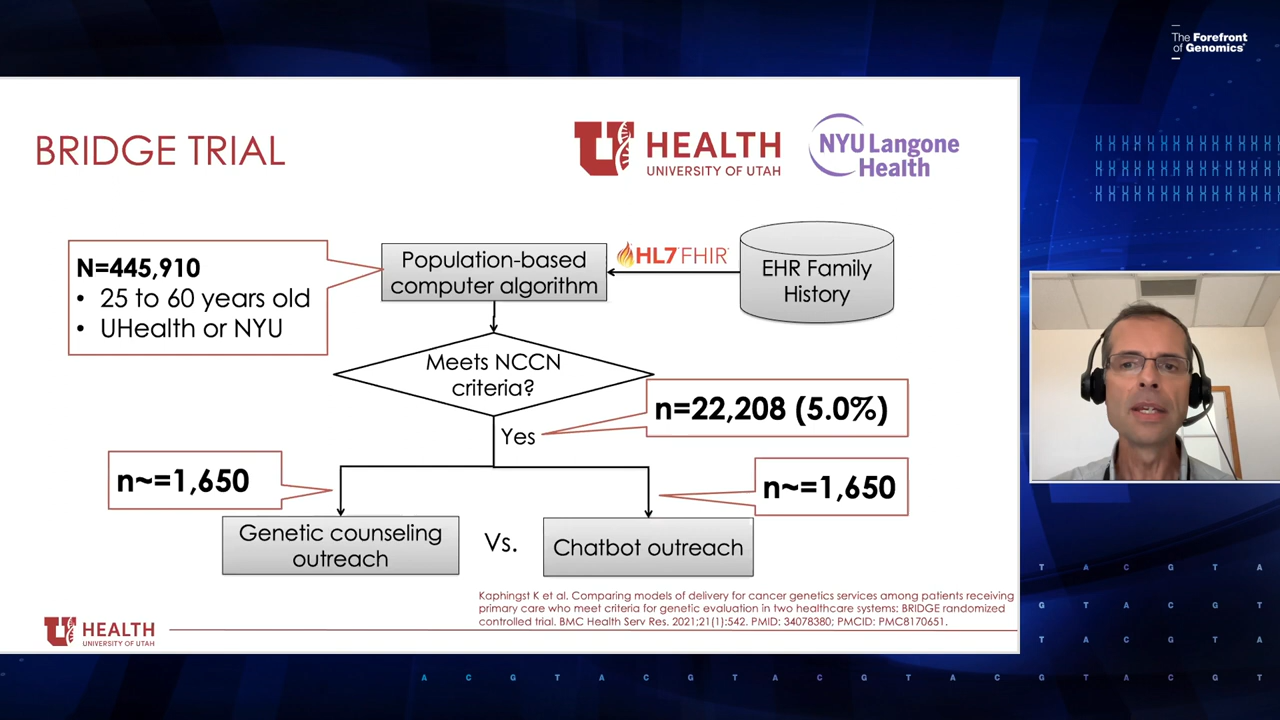 The Forefront
of Genomics®
BRIDGE TRIAL
U HEALTH
UNIVERSITY OF UTAH
NYU Langone
Health
N=445,910
• 25 to 60 years old
• UHealth or NYU
Population-based
computer algorithm
HL7 FHIR
EHR Family
History
Meets NCCN
criteria?
n=22,208 (5.0%)
Yes
n~=1,650
n~=1,650
Genetic counseling
outreach
Vs.
Chatbot outreach
Kaphingst K et al. Comparing models of delivery for cancer genetics services among patients receiving
primary care who meet criteria for genetic evaluation in two healthcare systems: BRIDGE randomized
controlled trial. BMC Health Serv Res. 2021;21(1):542. PMID: 34078380; PMCID: PMC8170651.
U HEALTH
UNIVERSITY OF UTAH
T A C G T A
G T A C G T A
T A C G T A
A C G T A C G T A C G T A C G T A C G T